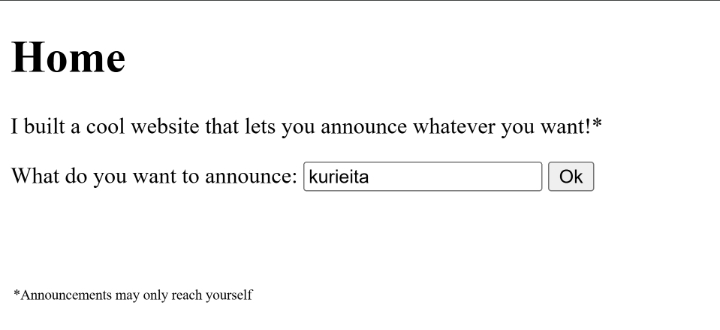 Home
I built a cool website that lets you announce whatever you want!*
What do you want to announce: kurieita Ok
*Announcements may only reach yourself